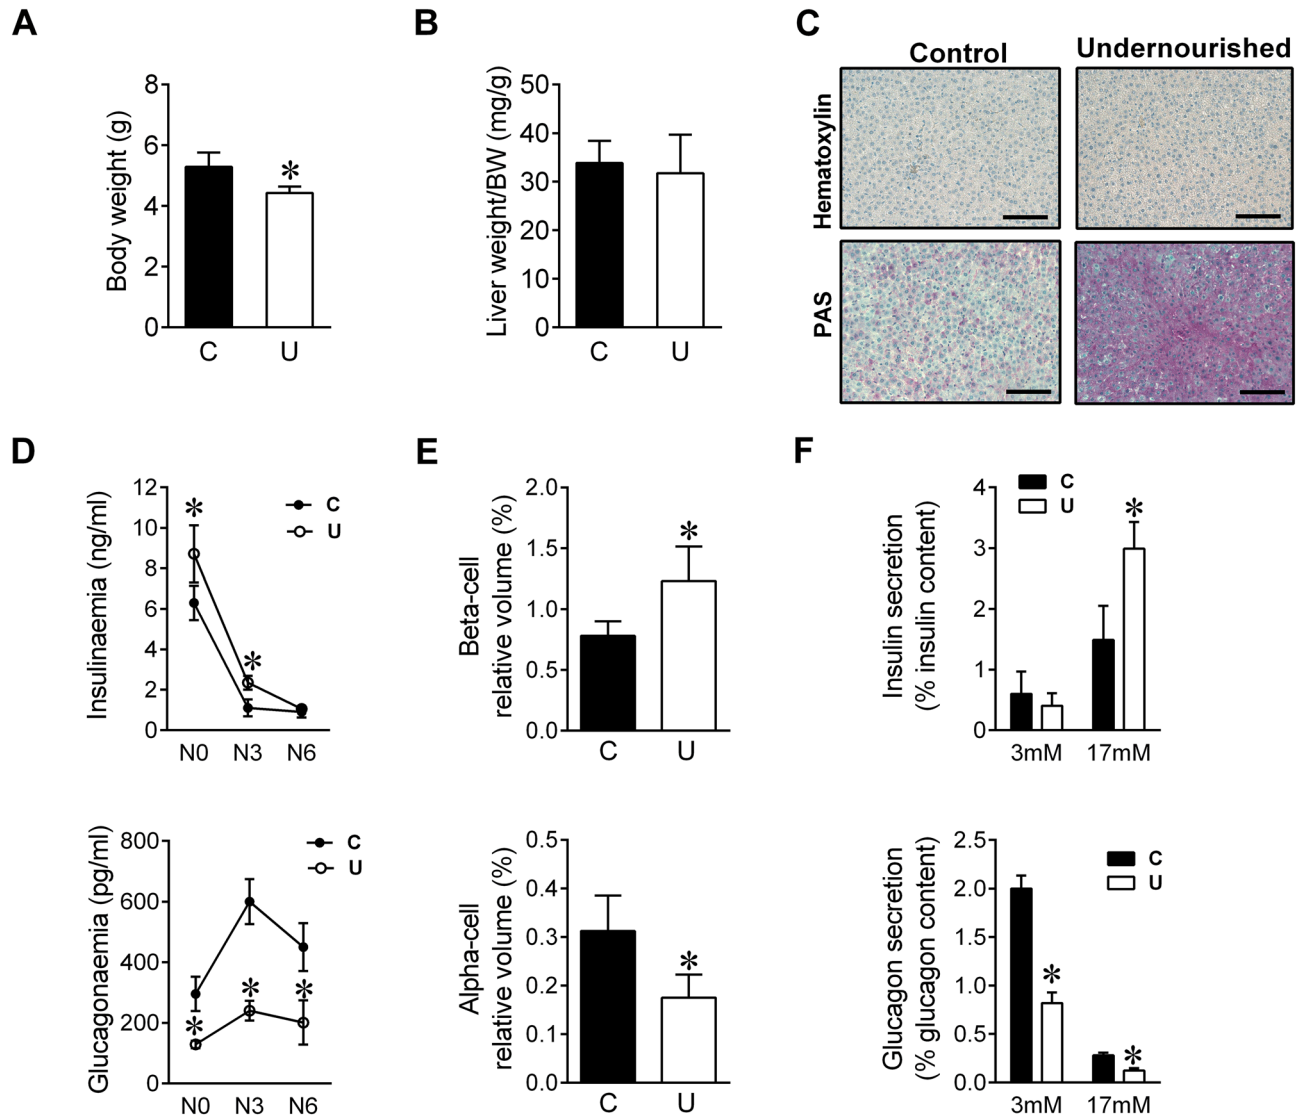 A
Body weight (g)
8
6
4
2
0
*
C
U
B
Liver weight/BW (mg/g)
50
40
30
20
10
0
C
U
C
Control
Undernourished
Hematoxylin
PAS
D
Insulinaemia (ng/ml)
12
10
8
6
4
2
0
*
*
C
U
N0
N3
N6
Glucagonaemia (pg/ml)
800
600
400
200
0
*
*
*
C
U
N0
N3
N6
E
Beta-cell
relative volume (%)
2.0
1.5
1.0
0.5
0.0
*
C
U
Alpha-cell
relative volume (%)
0.5
0.4
0.3
0.2
0.1
0.0
*
C
U
F
Insulin secretion
(% insulin content)
4
3
2
1
0
C
U
*
3mM
17mM
Glucagon secretion
(% glucagon content)
2.5
2.0
1.5
1.0
0.5
0.0
C
U
*
*
3mM
17mM